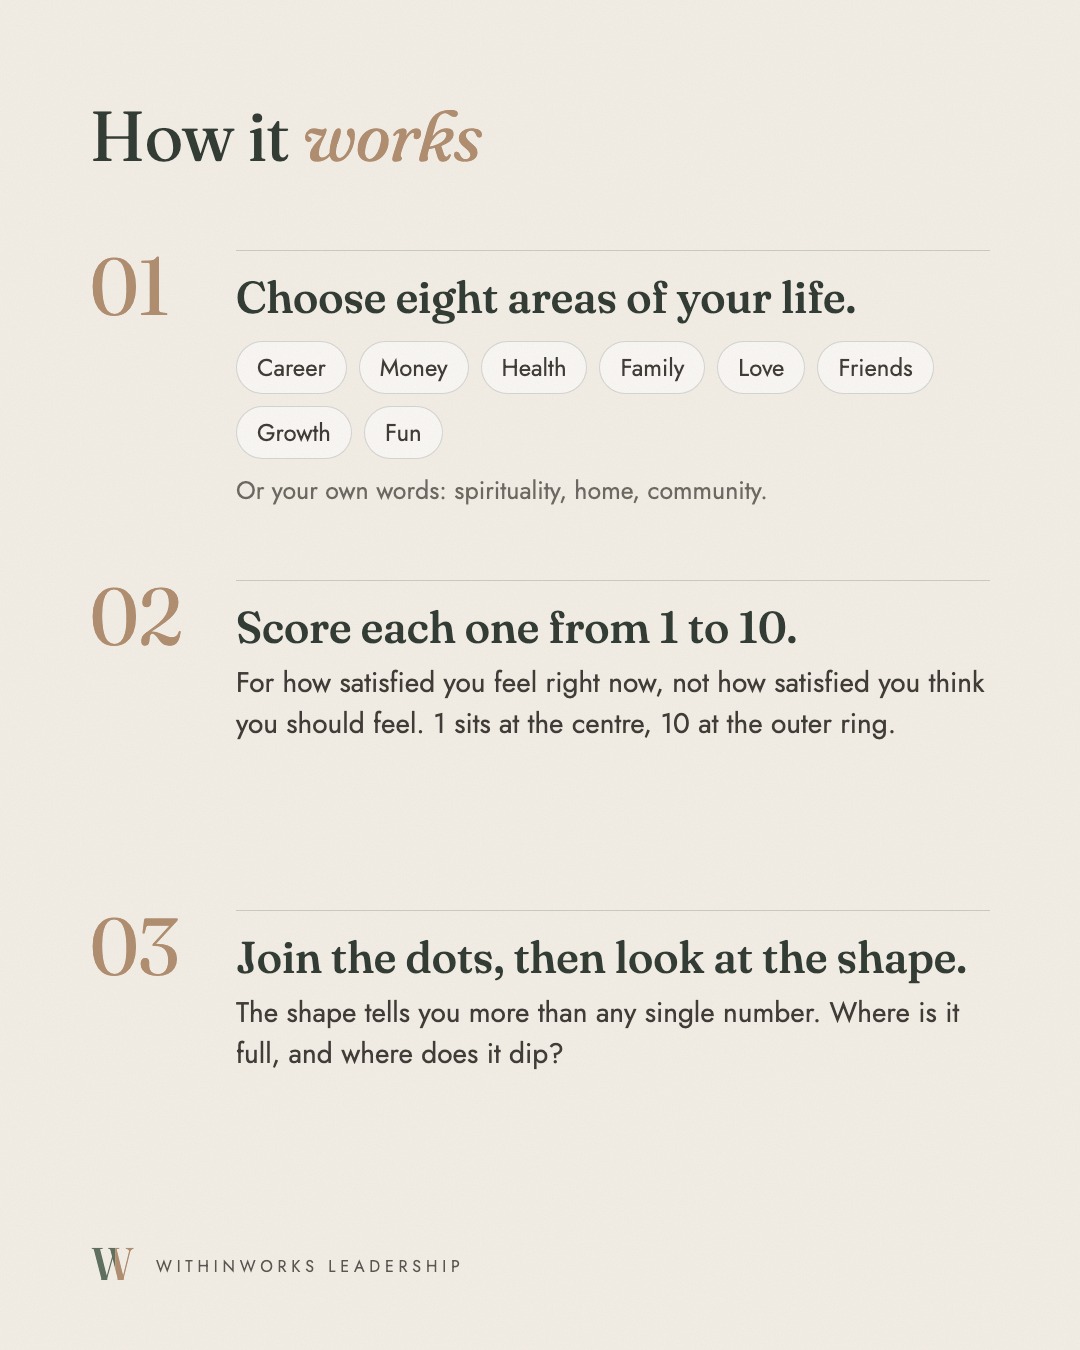 How it works
01
Choose eight areas of your life.
Career Money Health Family Love Friends
Growth Fun
Or your own words: spirituality, home, community.
02
Score each one from 1 to 10.
For how satisfied you feel right now, not how satisfied you think
you should feel. 1 sits at the centre, 10 at the outer ring.
03
Join the dots, then look at the shape.
The shape tells you more than any single number. Where is it
full, and where does it dip?
W WITHINWORKS LEADERSHIP